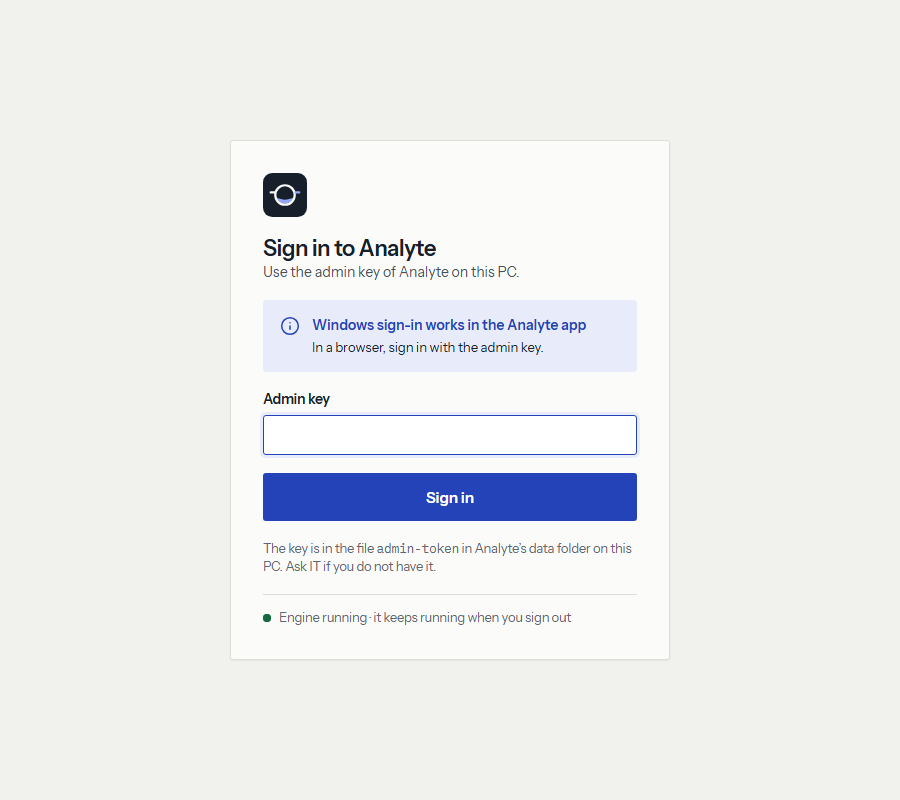 Sign in to Analyte
Use the admin key of Analyte on this PC.
Windows sign-in works in the Analyte app
In a browser, sign in with the admin key.
Admin key
Sign in
The key is in the file admin-token in Analyte's data folder on this
PC. Ask IT if you do not have it.
Engine running · it keeps running when you sign out